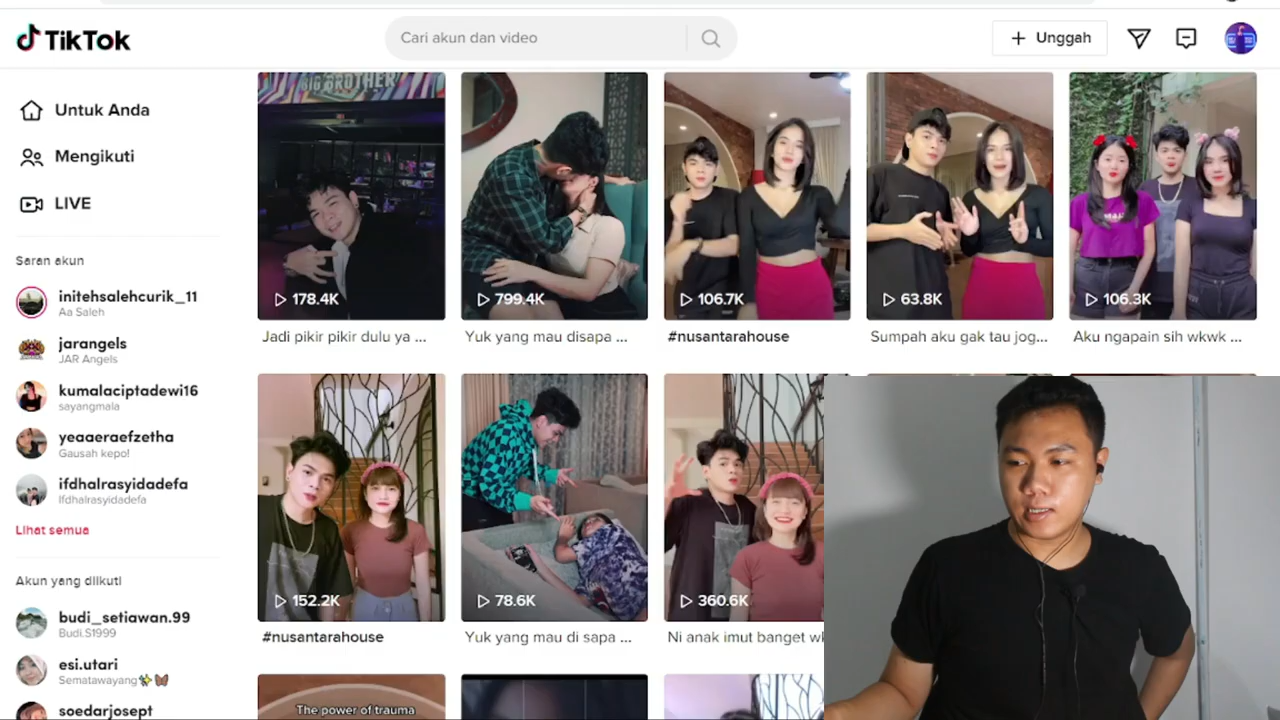 TikTok
Cari akun dan video
Unggah
Untuk Anda
Mengikuti
LIVE
Saran akun
initehsalehcurik_11
Aa Saleh
jarangels
JAR Angels
kumalaciptadewi16
sayangmala
yeaaeraefzetha
Gausah kepo!
ifdhalrasyidadefa
Ifdhalrasyidadefa
Lihat semua
Akun yang diikuti
budi_setiawan.99
Budi.S1999
esi.utari
Sematawayang✨🦋
soedarjosept
BIG BROTHER
178.4K
799.4K
106.7K
63.8K
106.3K
Jadi pikir pikir dulu ya ...
Yuk yang mau disapa ...
#nusantarahouse
Sumpah aku gak tau jog...
Aku ngapain sih wkwk ...
152.2K
78.6K
360.6K
#nusantarahouse
Yuk yang mau di sapa ...
Ni anak imut banget wk
The power of trauma